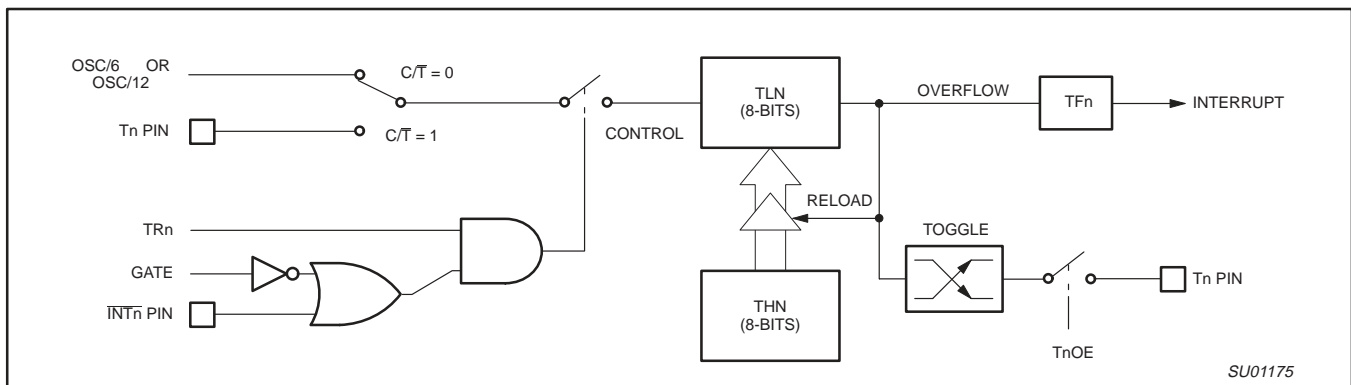 OSC/6 OR
OSC/12
C/T̅ = 0
Tn PIN
C/T̅ = 1
CONTROL
TLN
(8-BITS)
OVERFLOW
TFn
INTERRUPT
RELOAD
TRn
GATE
I̅N̅T̅n̅ PIN
THN
(8-BITS)
TOGGLE
Tn PIN
TnOE
SU01175